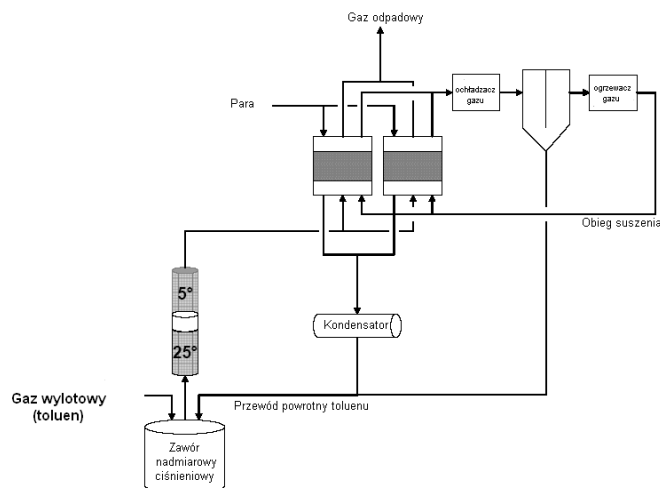 Gaz odpadowy
Para
ochładzacz
gazu
ogrzewacz
gazu
Obieg suszenia
5°
25°
Kondensator
Gaz wylotowy
(toluen)
Przewód powrotny toluenu
Zawór
nadmiarowy
ciśnieniowy